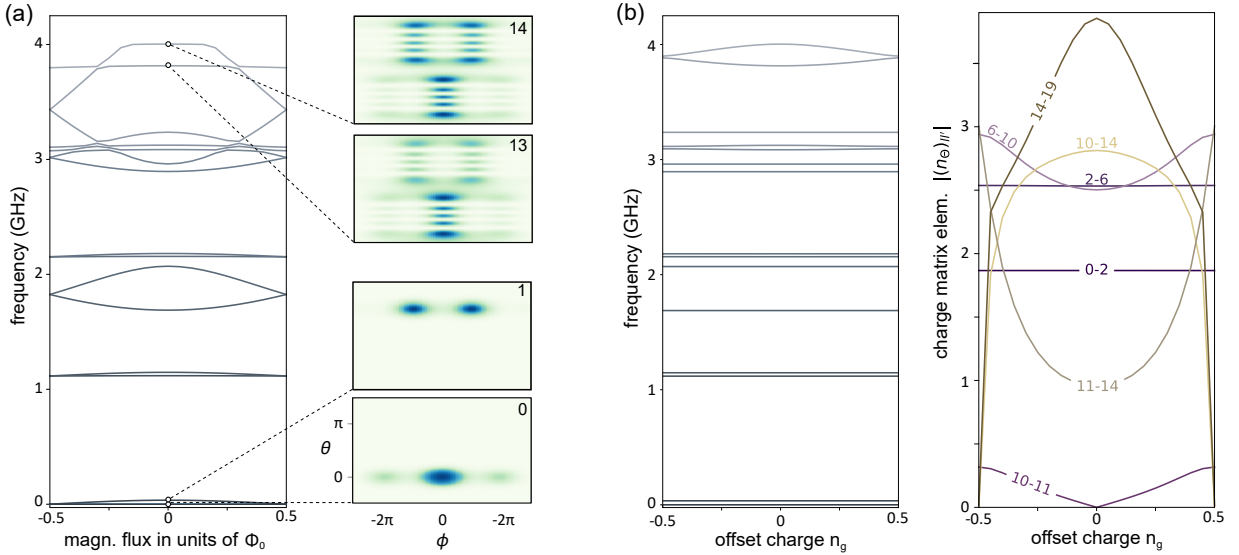 (a)
4
3
2
1
0
frequency (GHz)
-0.5
0
0.5
magn. flux in units of Φ₀
14
13
1
0
π
θ
0
-2π
0
-2π
ϕ
(b)
4
3
2
1
0
frequency (GHz)
-0.5
0
0.5
offset charge n_g
3
2
1
0
charge matrix elem. |⟨n_Θ⟩_ll'|
14-19
6-10
10-14
2-6
0-2
11-14
10-11
-0.5
0
0.5
offset charge n_g